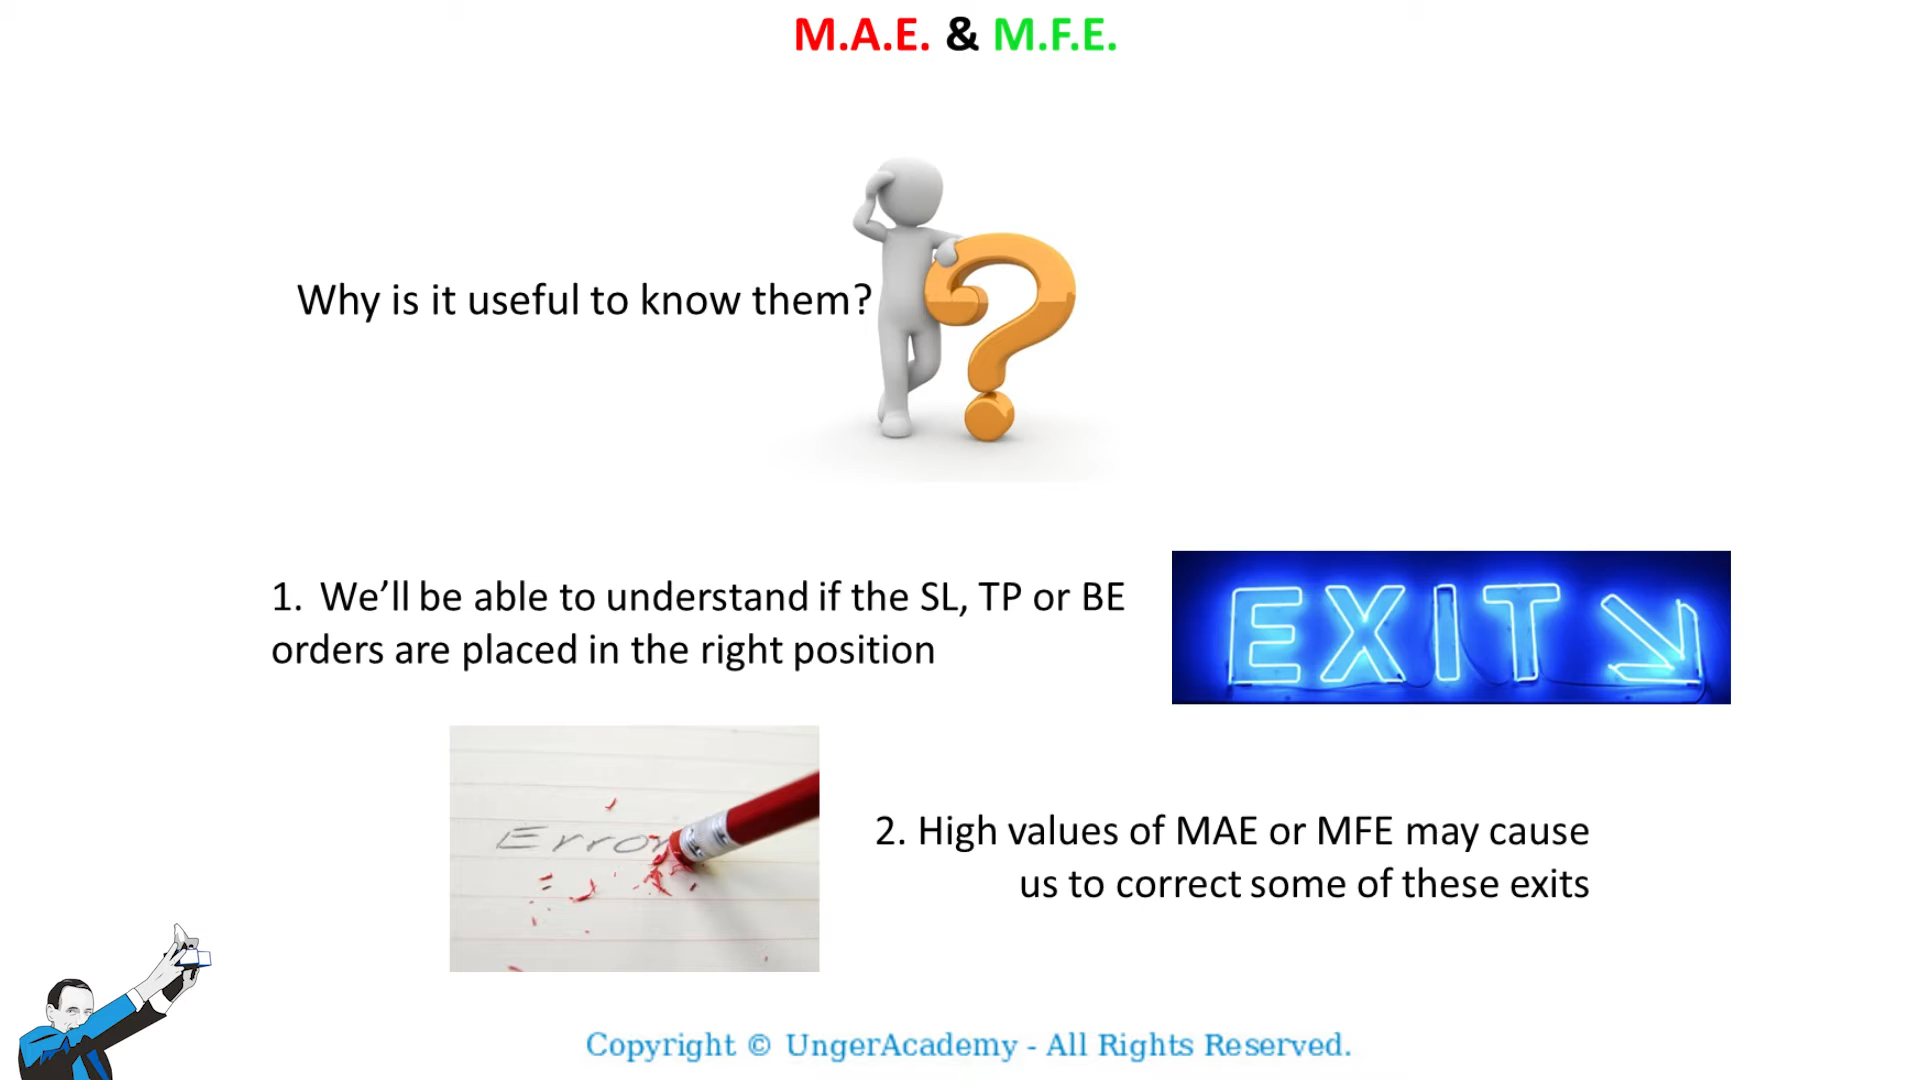 M.A.E. & M.F.E.
Why is it useful to know them?
1. We’ll be able to understand if the SL, TP or BE
orders are placed in the right position
EXIT
Error
2. High values of MAE or MFE may cause
us to correct some of these exits
Copyright © UngerAcademy - All Rights Reserved.